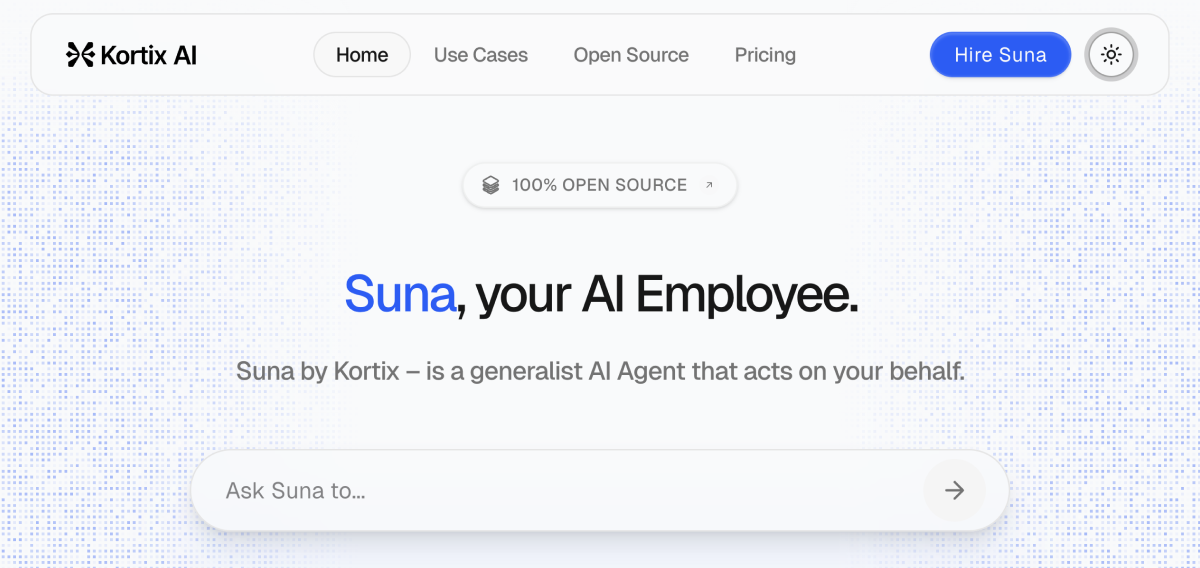 Kortix AI
Home
Use Cases
Open Source
Pricing
Hire Suna
100% OPEN SOURCE
Suna, your AI Employee.
Suna by Kortix – is a generalist AI Agent that acts on your behalf.
Ask Suna to...